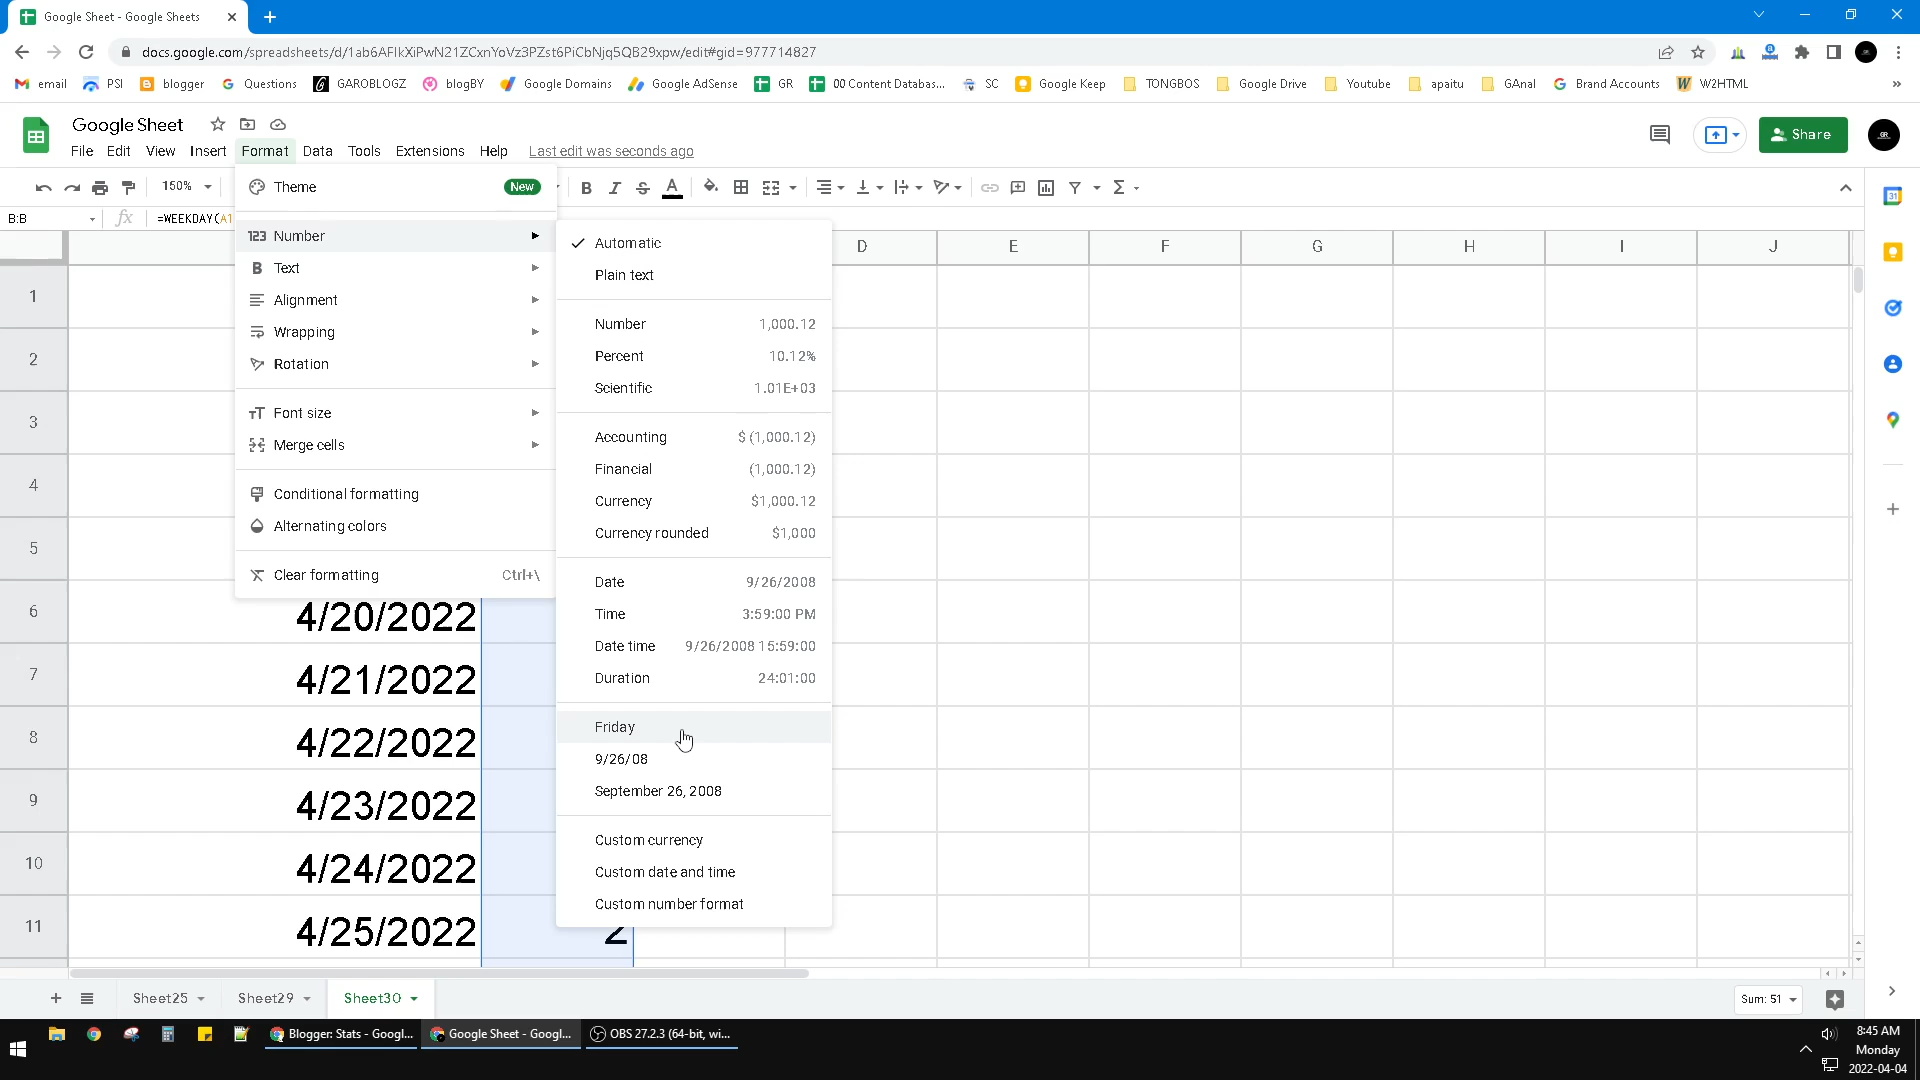 Google Sheet - Google Sheets
docs.google.com/spreadsheets/d/1ab6AFIkXiPwN21ZCxnYoVz3PZst6PiCbNjq5QB29xpw/edit#gid=977714827
email PSI blogger Questions GAROBLOGZ blogBY Google Domains Google AdSense GR 00 Content Databas... SC Google Keep TONGBOS Google Drive Youtube apaitu GAnal Brand Accounts W2HTML »
Google Sheet
File Edit View Insert Format Data Tools Extensions Help Last edit was seconds ago
Share
150%
B I S A Σ
B:B fx =WEEKDAY(A1
D E F G H I J
1
2
3
4
5
6 4/20/2022
7 4/21/2022
8 4/22/2022
9 4/23/2022
10 4/24/2022
11 4/25/2022 2
Theme New
123 Number
B Text
Alignment
Wrapping
Rotation
Font size
Merge cells
Conditional formatting
Alternating colors
Clear formatting Ctrl+\
Automatic
Plain text
Number 1,000.12
Percent 10.12%
Scientific 1.01E+03
Accounting $ (1,000.12)
Financial (1,000.12)
Currency $1,000.12
Currency rounded $1,000
Date 9/26/2008
Time 3:59:00 PM
Date time 9/26/2008 15:59:00
Duration 24:01:00
Friday
9/26/08
September 26, 2008
Custom currency
Custom date and time
Custom number format
31
Sheet25 Sheet29 Sheet30
Sum: 51
Blogger: Stats - Googl... Google Sheet - Googl... OBS 27.2.3 (64-bit, wi...
8:45 AM
Monday
2022-04-04